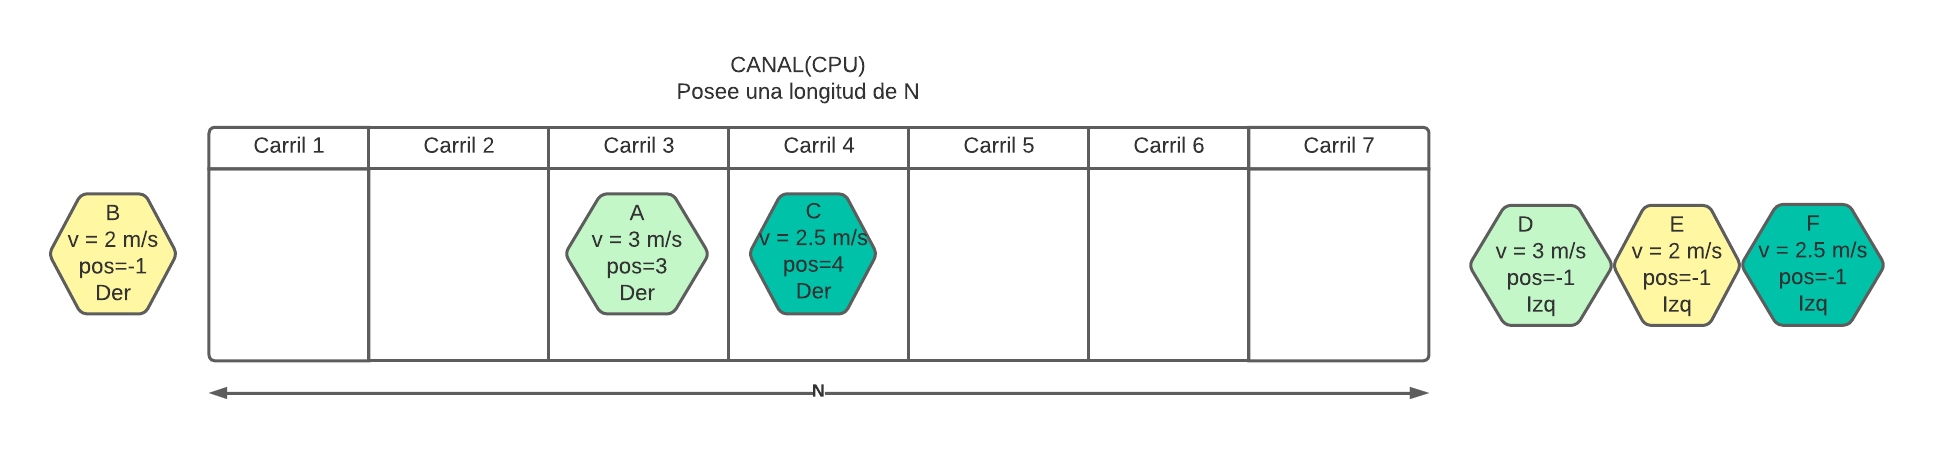 CANAL(CPU)
Posee una longitud de N
Carril 1
Carril 2
Carril 3
Carril 4
Carril 5
Carril 6
Carril 7
B
v = 2 m/s
pos=-1
Der
A
v = 3 m/s
pos=3
Der
C
v = 2.5 m/s
pos=4
Der
D
v = 3 m/s
pos=-1
Izq
E
v = 2 m/s
pos=-1
Izq
F
v = 2.5 m/s
pos=-1
Izq
N